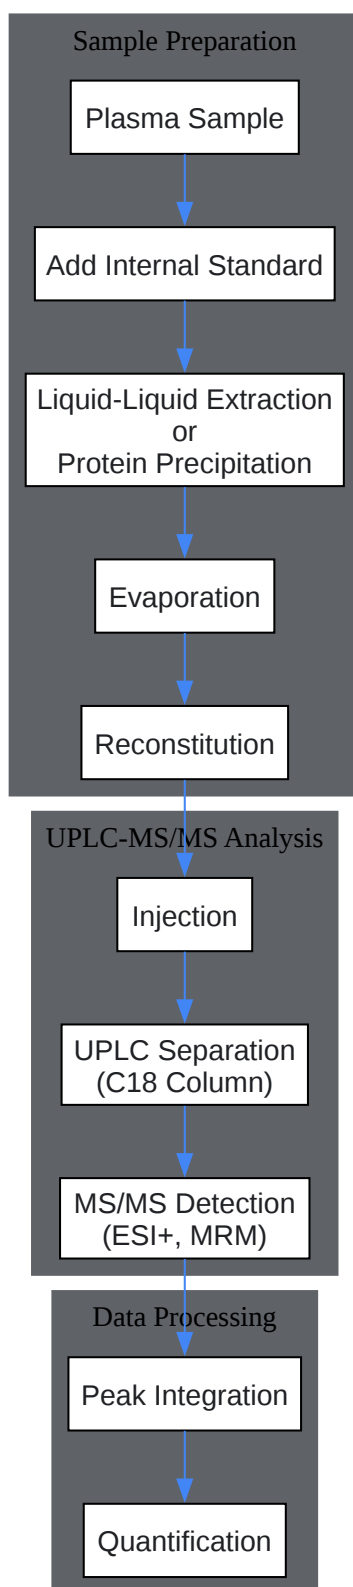 Sample Preparation
Plasma Sample
Add Internal Standard
Liquid-Liquid Extraction
or
Protein Precipitation
Evaporation
Reconstitution
UPLC-MS/MS Analysis
Injection
UPLC Separation
(C18 Column)
MS/MS Detection
(ESI+, MRM)
Data Processing
Peak Integration
Quantification